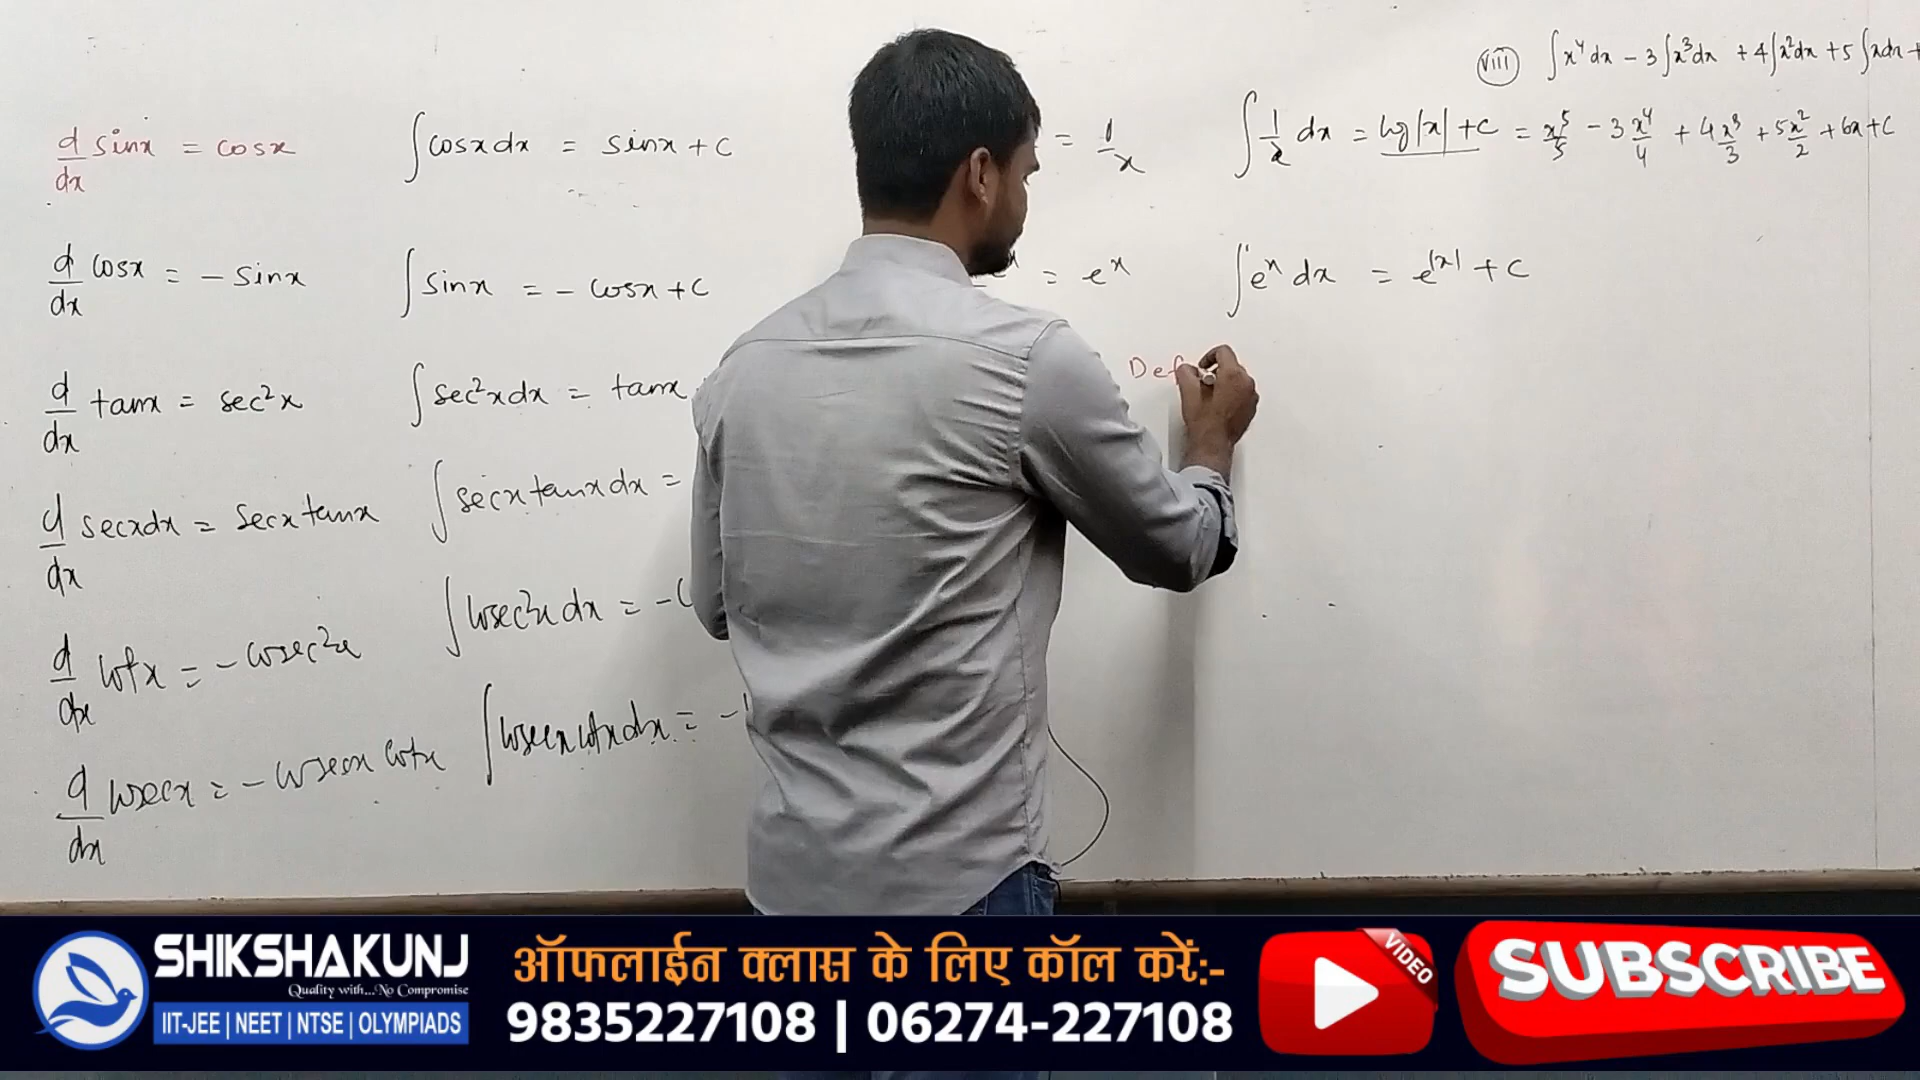 (viii) ∫x⁴dx − 3∫x³dx + 4∫x²dx + 5∫xdx +
d/dx sinx = cosx
∫cosxdx = sinx + c
= 1/x
∫1/x dx = log|x| + c = x⁵/5 − 3x⁴/4 + 4x³/3 + 5x²/2 + 6x + c
d/dx cosx = − sinx
∫sinx = − cosx + c
= eˣ
∫eˣ dx = e^|x| + c
d/dx tanx = sec²x
∫sec²xdx = tanx
Def
d/dx secxdx = secx tanx
∫secx tanx dx =
d/dx cotx = − cosec²x
∫cosec²x dx = −
d/dx cosecx = − cosecx cotx
∫cosecx cotx dx = −
SHIKSHAKUNJ
Quality with...No Compromise
IIT-JEE | NEET | NTSE | OLYMPIADS
ऑफलाईन क्लास के लिए कॉल करें:-
9835227108 | 06274-227108
VIDEO
SUBSCRIBE